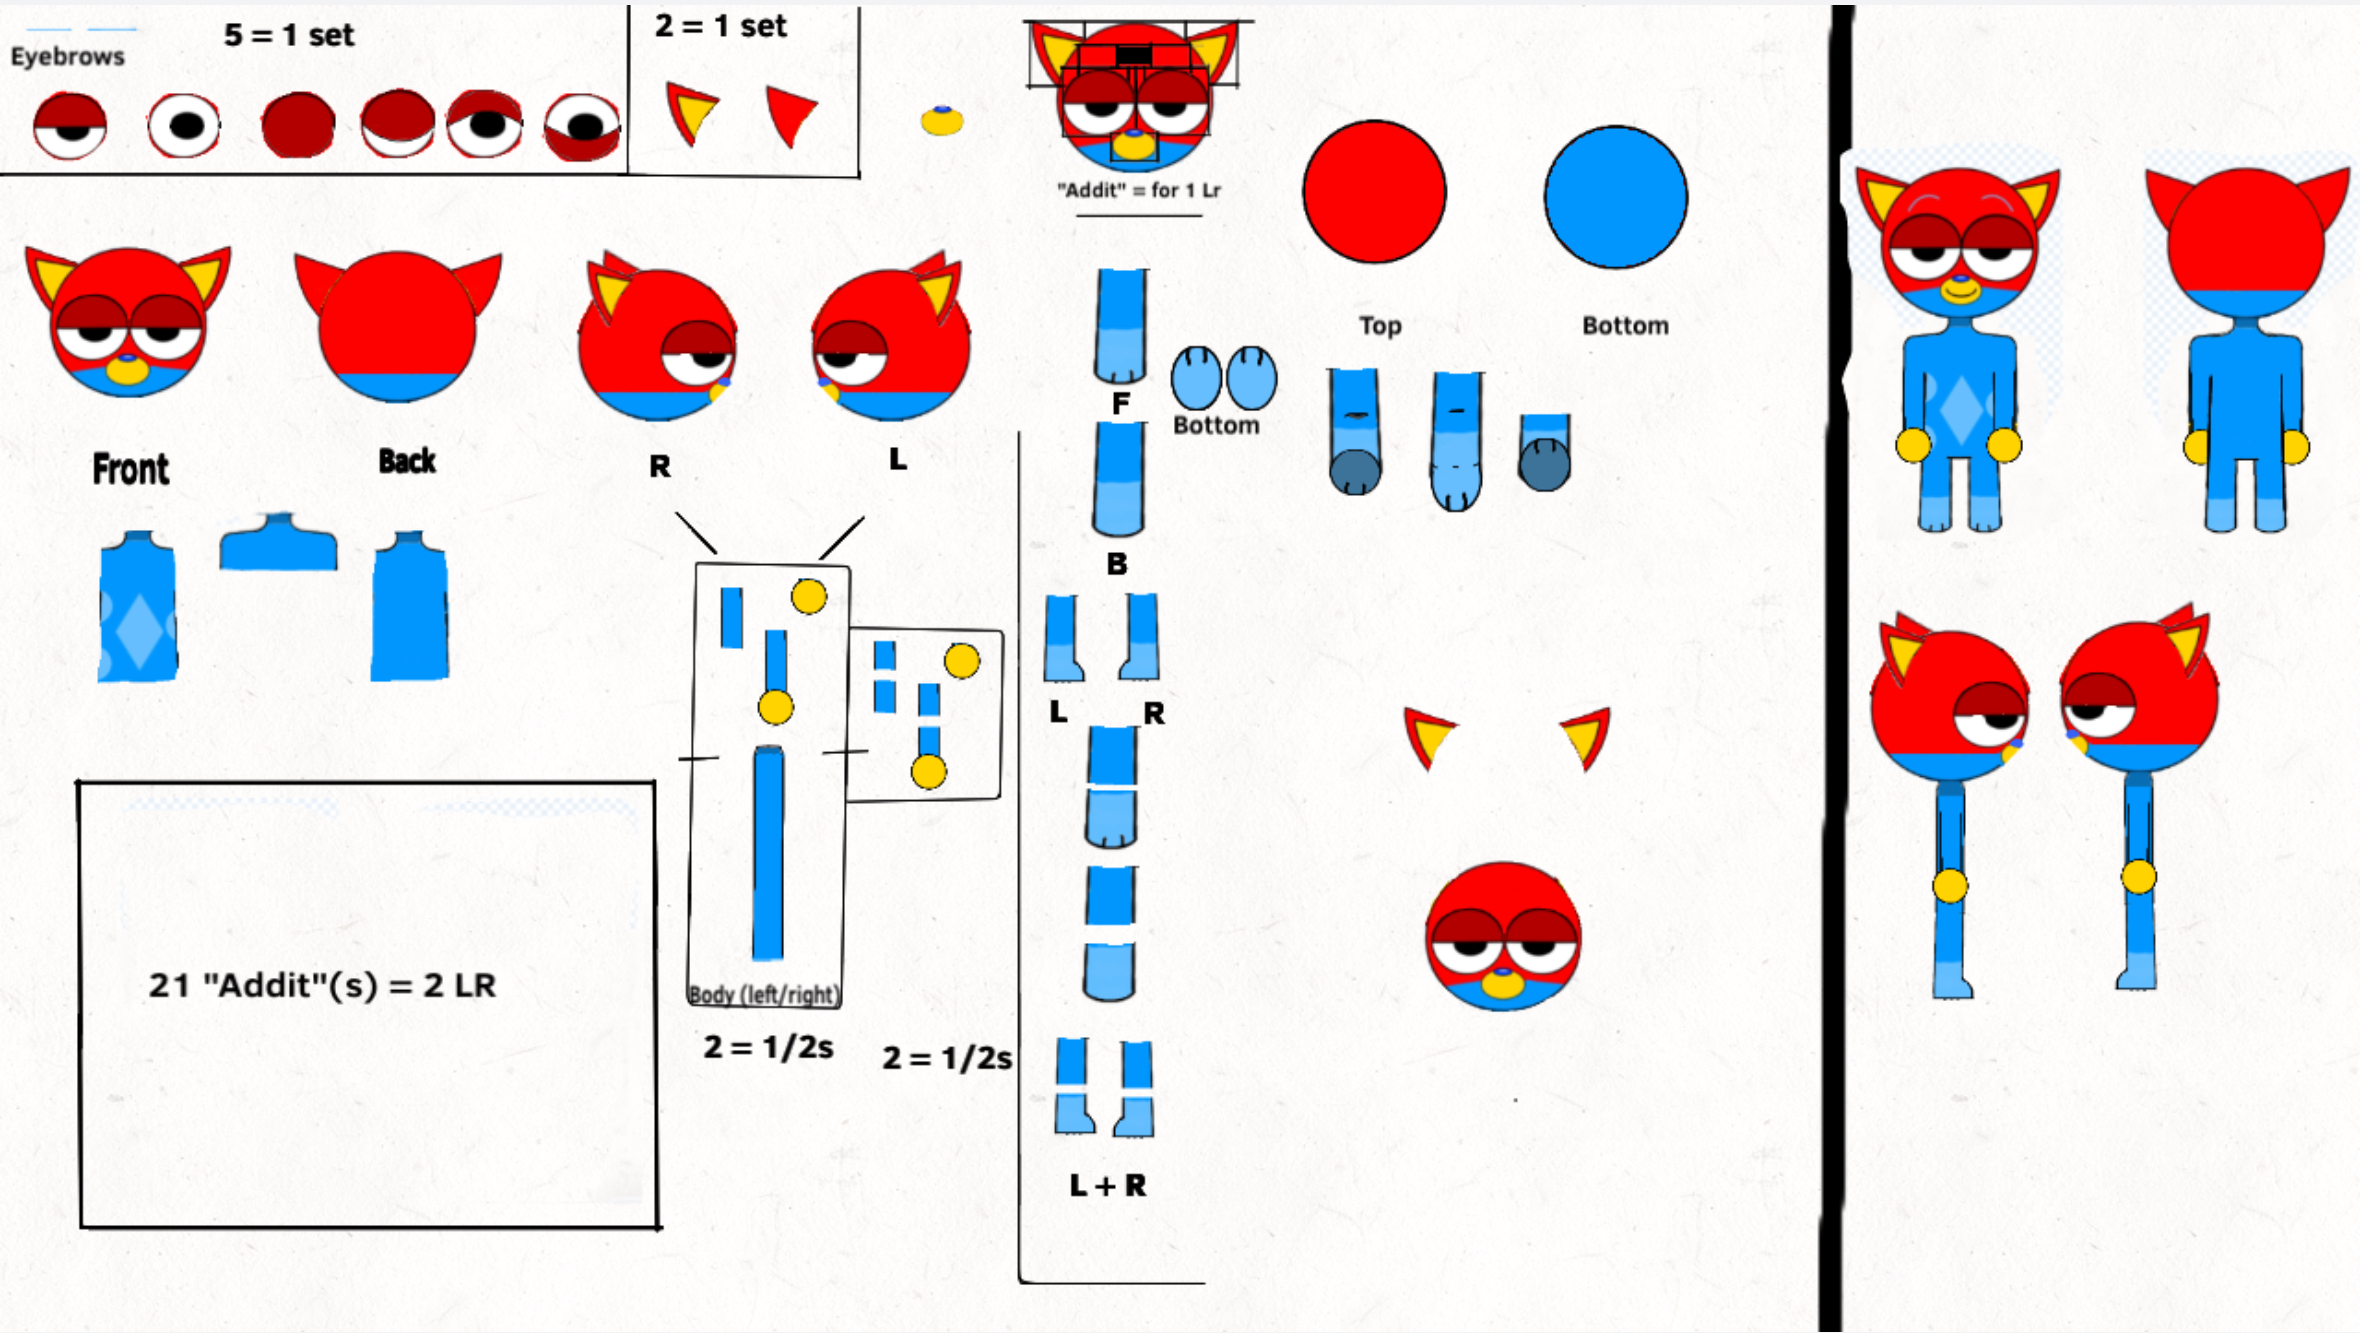 5 = 1 set
2 = 1 set
Eyebrows
"Addit" = for 1 Lr
Top
Bottom
F
Bottom
Front
Back
R
L
B
L
R
21 "Addit"(s) = 2 LR
Body (left/right)
2 = 1/2s
2 = 1/2s
L + R